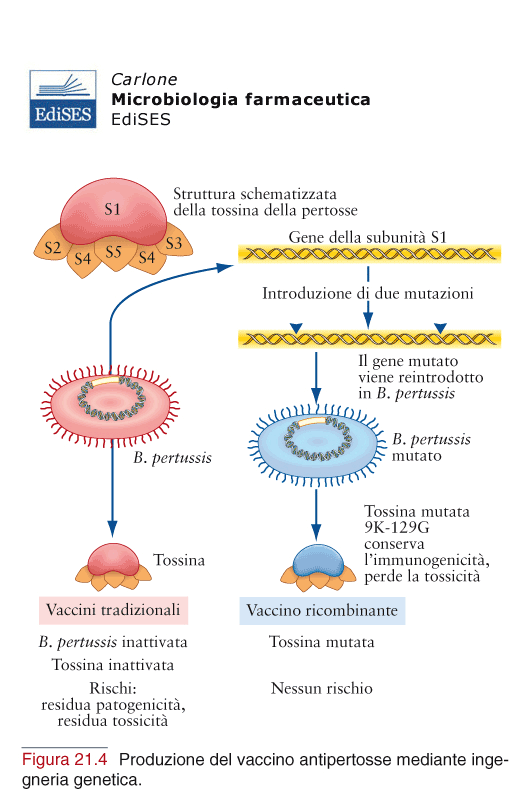 EdiSES
Carlone
Microbiologia farmaceutica
EdiSES
S1
S2
S4
S5
S4
S3
Struttura schematizzata
della tossina della pertosse
Gene della subunità S1
Introduzione di due mutazioni
Il gene mutato
viene reintrodotto
in B. pertussis
B. pertussis
B. pertussis
mutato
Tossina
Tossina mutata
9K-129G
conserva
l'immunogenicità,
perde la tossicità
Vaccini tradizionali
B. pertussis inattivata
Tossina inattivata
Rischi:
residua patogenicità,
residua tossicità
Vaccino ricombinante
Tossina mutata
Nessun rischio
Figura 21.4 Produzione del vaccino antipertosse mediante inge-
gneria genetica.